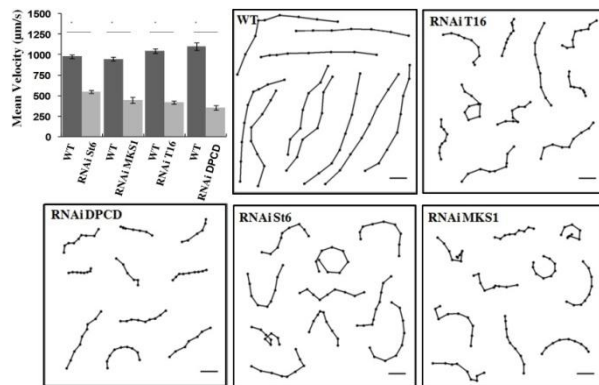 Mean Velocity (µm/s)
1250
1000
750
500
250
0
WT
RNAi St6
WT
RNAi MKS1
WT
RNAi T16
WT
RNAi DPCD
WT
RNAi T16
RNAi DPCD
RNAi St6
RNAi MKS1